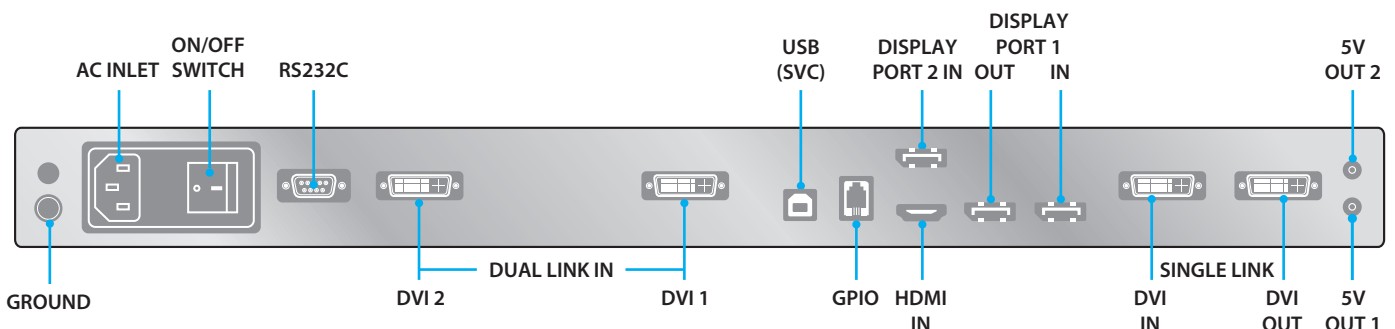 AC INLET
ON/OFF
SWITCH
RS232C
USB
(SVC)
DISPLAY
PORT 2 IN
DISPLAY
PORT 1
OUT
IN
5V
OUT 2
GROUND
DUAL LINK IN
DVI 2
DVI 1
GPIO
HDMI
IN
SINGLE LINK
DVI
IN
DVI
OUT
5V
OUT 1